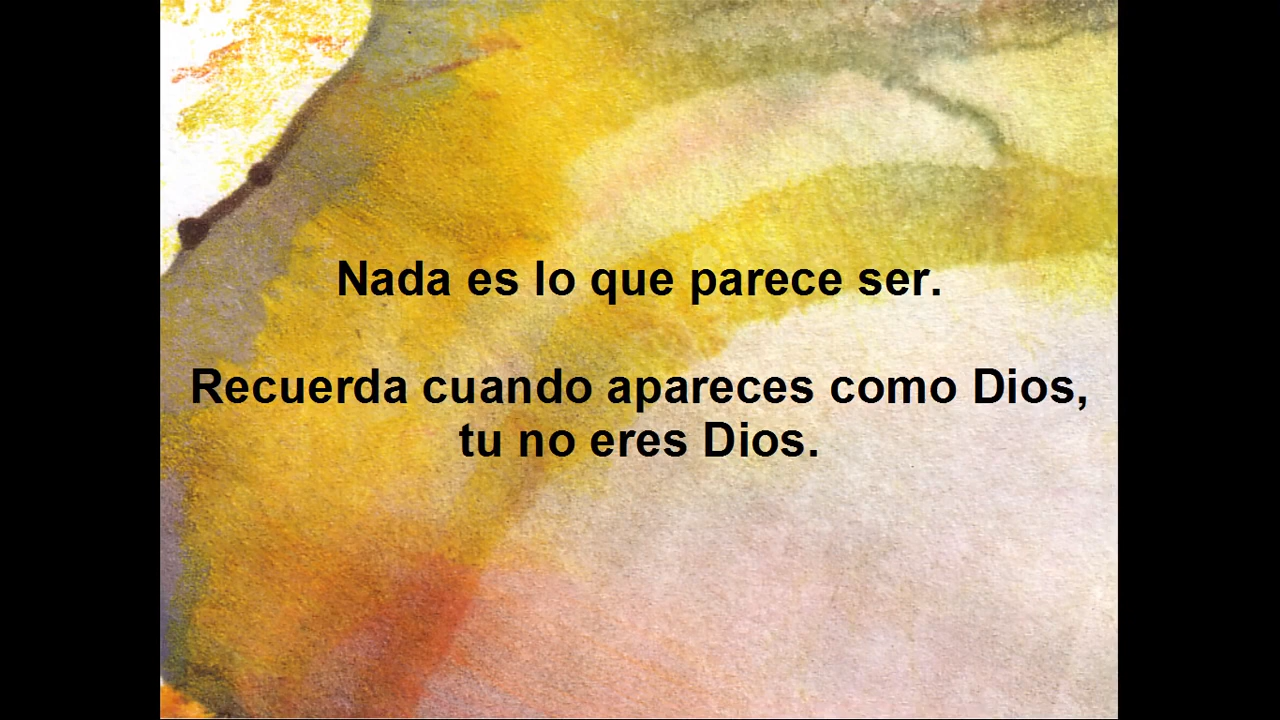 Nada es lo que parece ser.
Recuerda cuando apareces como Dios,
tu no eres Dios.